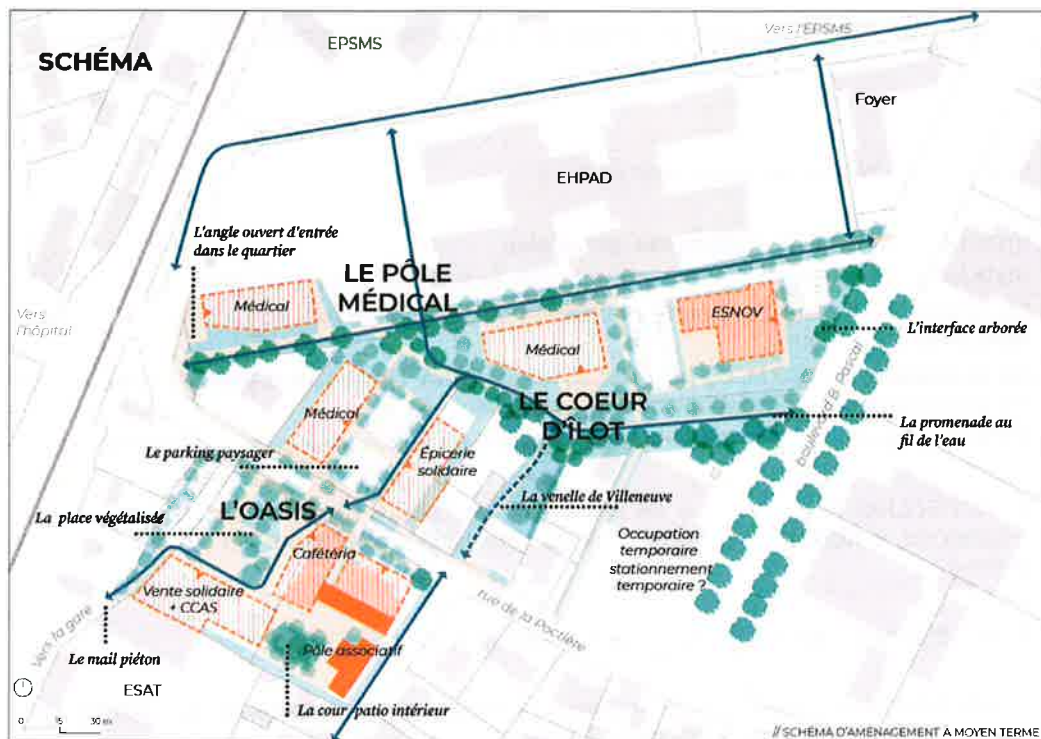 SCHÉMA
EPSMS
Vers l'EPSMS
Foyer
EHPAD
L'angle ouvert d'entrée
dans le quartier
LE PÔLE
MÉDICAL
Médical
ESNOV
Vers
l'hôpital
L'interface arborée
Médical
Médical
LE COEUR
D'ÎLOT
boulevard B. Pascal
La promenade au
fil de l'eau
Épicerie
solidaire
Le parking paysager
La venelle de Villeneuve
L'OASIS
La place végétalisée
Occupation
temporaire
stationnement
temporaire ?
Cafétéria
Vente solidaire
+ CCAS
rue de la Poctière
Vers la gare
Pôle associatif
Le mail piéton
ESAT
La cour-patio intérieur
0 15 30 m
// SCHÉMA D'AMÉNAGEMENT À MOYEN TERME